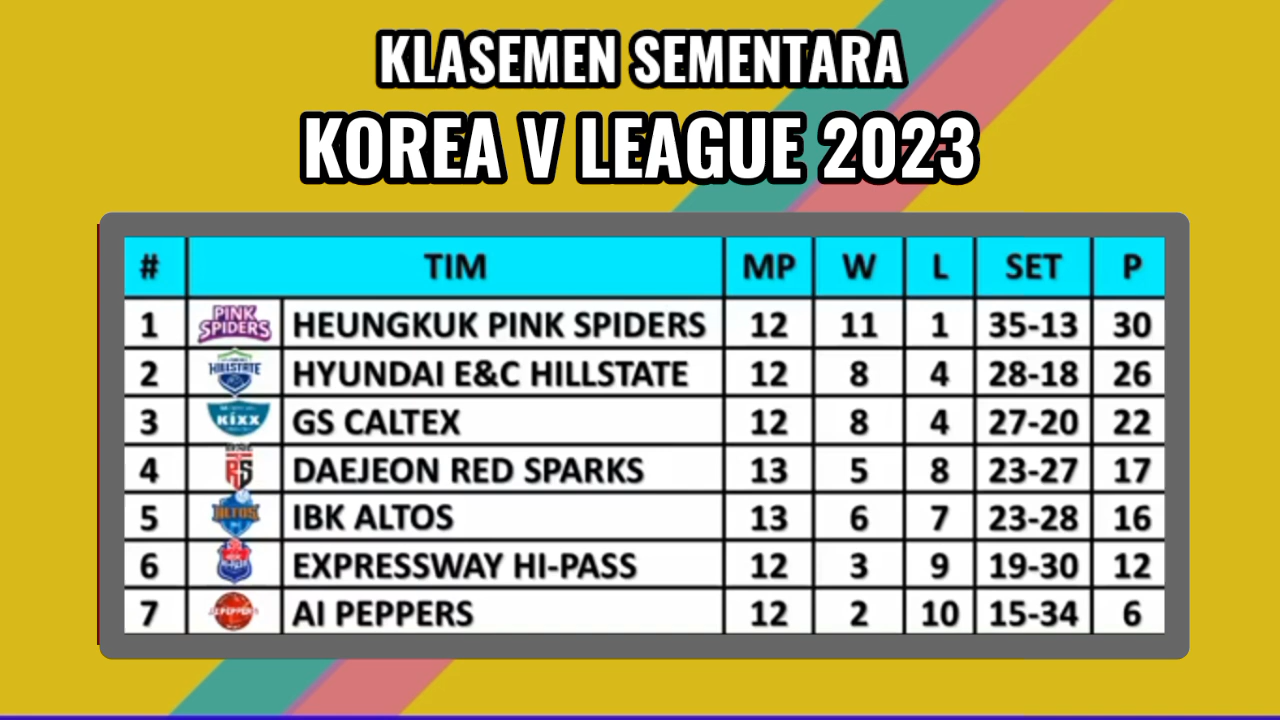 KLASEMEN SEMENTARA
KOREA V LEAGUE 2023
# TIM MP W L SET P
1 PINK SPIDERS HEUNGKUK PINK SPIDERS 12 11 1 35-13 30
2 HILLSTATE HYUNDAI E&C HILLSTATE 12 8 4 28-18 26
3 KIXX GS CALTEX 12 8 4 27-20 22
4 RS DAEJEON RED SPARKS 13 5 8 23-27 17
5 ALTOS IBK ALTOS 13 6 7 23-28 16
6 EXPRESSWAY HI-PASS 12 3 9 19-30 12
7 AI PEPPERS 12 2 10 15-34 6